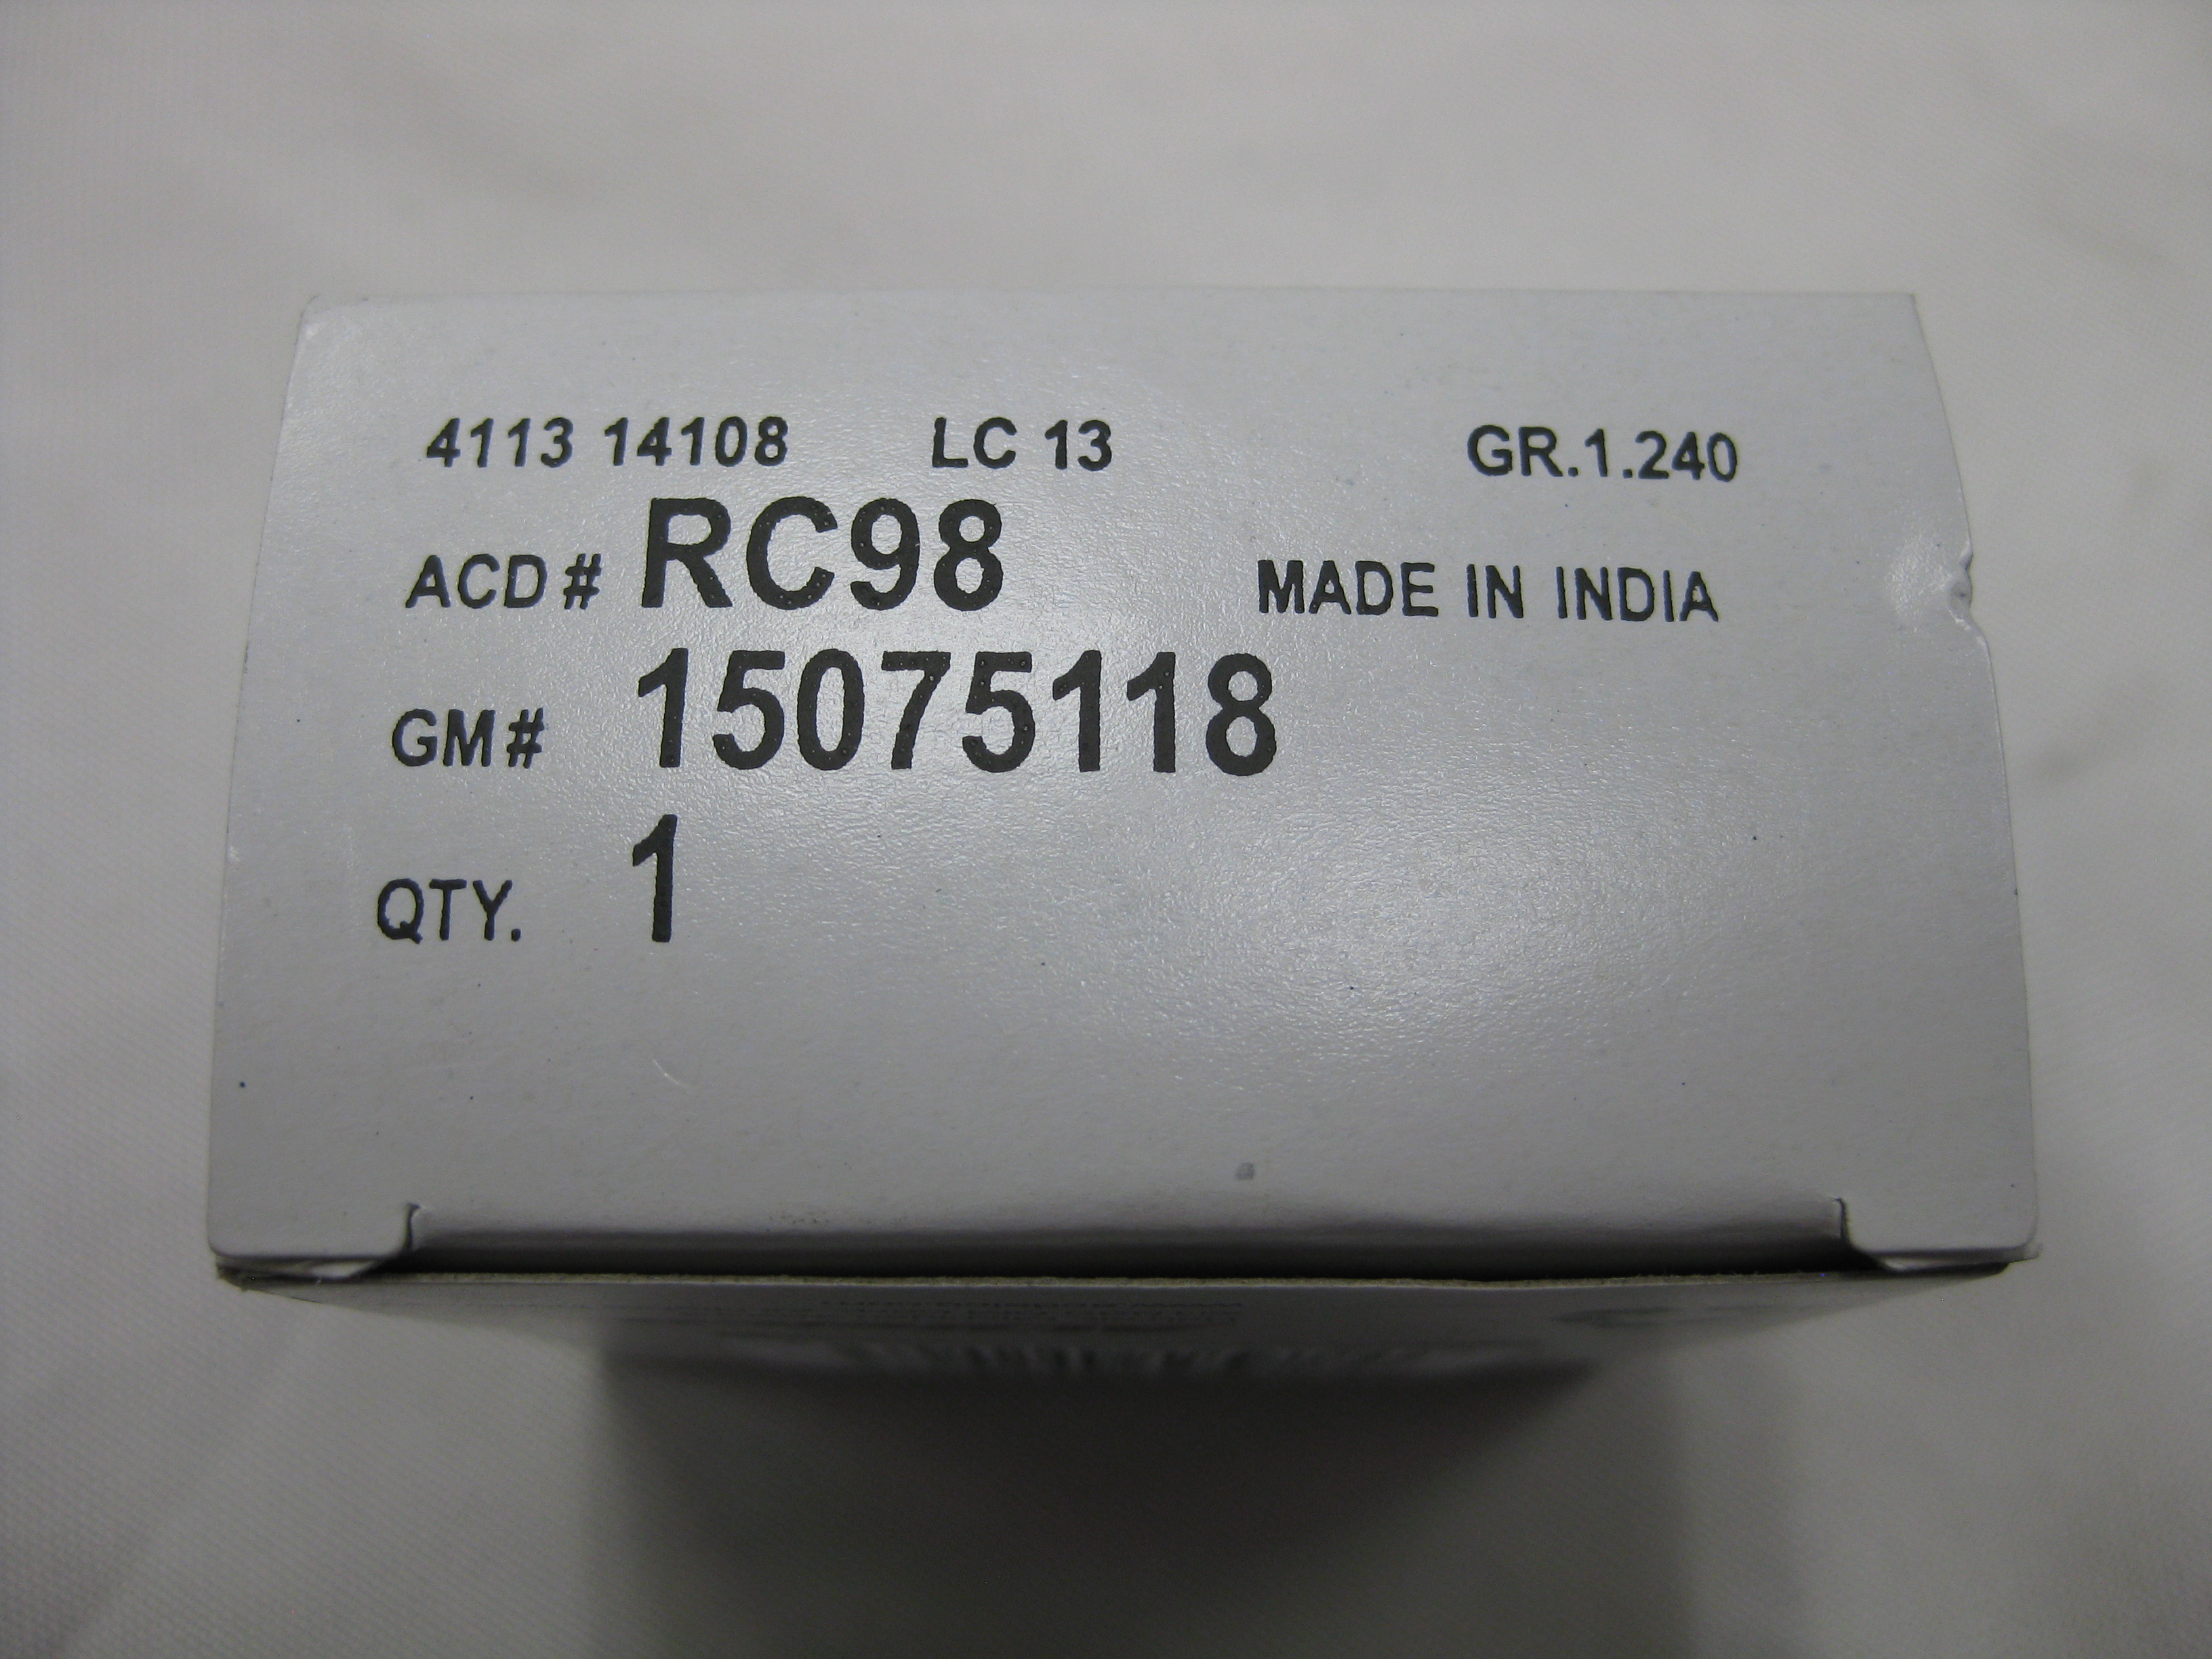 4113 14108 LC 13 GR.1.240
ACD # RC98 MADE IN INDIA
GM # 15075118
QTY. 1